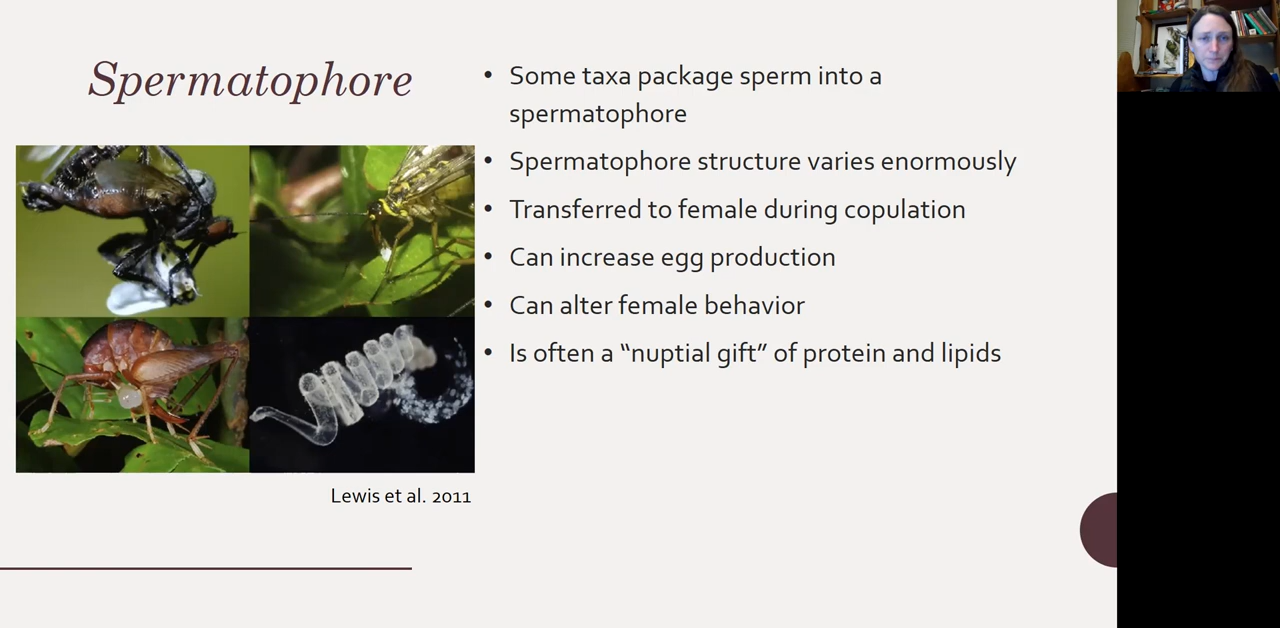 Spermatophore
• Some taxa package sperm into a
spermatophore
• Spermatophore structure varies enormously
• Transferred to female during copulation
• Can increase egg production
• Can alter female behavior
• Is often a “nuptial gift” of protein and lipids
Lewis et al. 2011